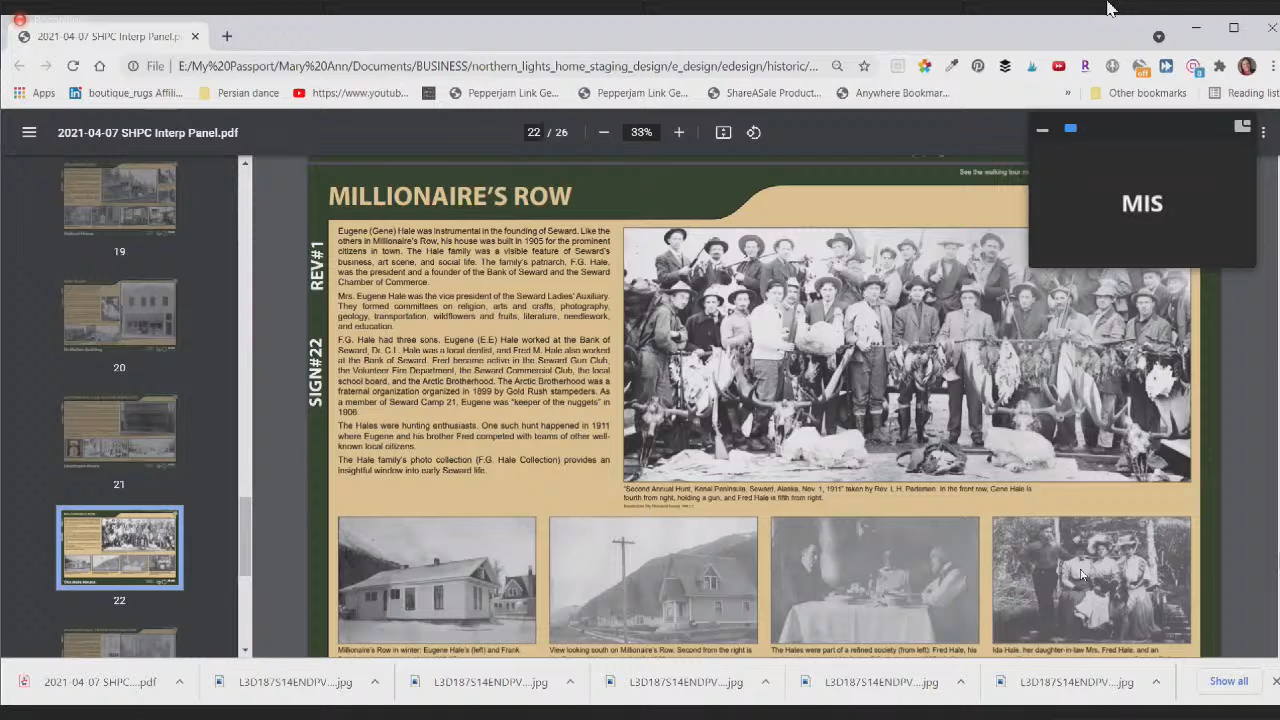 2021-04-07 SHPC Interp Panel.p
File
E:/My%20Passport/Mary%20Ann/Documents/BUSINESS/northern_lights_home_staging_design/e_design/edesign/historic/...
off
8
Apps
boutique_rugs Affili...
Persian dance
https://www.youtub...
Pepperjam Link Ge...
Pepperjam Link Ge...
ShareASale Product...
Anywhere Bookmar...
»
Other bookmarks
Reading list
2021-04-07 SHPC Interp Panel.pdf
22 / 26
33%
MIS
19
20
21
22
See the walking tour m
MILLIONAIRE'S ROW
SIGN#22 REV#1
Eugene (Gene) Hale was instrumental in the founding of Seward. Like the
others in Millionaire's Row, his house was built in 1905 for the prominent
citizens in town. The Hale family was a visible feature of Seward's
business, art scene, and social life. The family's patriarch, F.G. Hale,
was the president and a founder of the Bank of Seward and the Seward
Chamber of Commerce.
Mrs. Eugene Hale was the vice president of the Seward Ladies' Auxiliary.
They formed committees on religion, arts and crafts, photography,
geology, transportation, wildflowers and fruits, literature, needlework,
and education.
F.G. Hale had three sons. Eugene (E.E) Hale worked at the Bank of
Seward, Dr. C.L. Hale was a local dentist, and Fred M. Hale also worked
at the Bank of Seward. Fred became active in the Seward Gun Club,
the Volunteer Fire Department, the Seward Commercial Club, the local
school board, and the Arctic Brotherhood. The Arctic Brotherhood was a
fraternal organization organized in 1899 by Gold Rush stampeders. As
a member of Seward Camp 21, Eugene was "keeper of the nuggets" in
1906.
The Hales were hunting enthusiasts. One such hunt happened in 1911
where Eugene and his brother Fred competed with teams of other well-
known local citizens.
The Hale family's photo collection (F.G. Hale Collection) provides an
insightful window into early Seward life.
"Second Annual Hunt, Kenai Peninsula, Seward, Alaska, Nov. 1, 1911" taken by Rev. L.H. Pedersen. In the front row, Gene Hale is
fourth from right, holding a gun, and Fred Hale is fifth from right.
Millionaire's Row in winter: Eugene Hale's (left) and Frank
View looking south on Millionaire's Row. Second from the right is
The Hales were part of a refined society (from left): Fred Hale, his
Ida Hale, her daughter-in-law Mrs. Fred Hale, and an
2021-04-07 SHPC....pdf
L3D187S14ENDPV....jpg
L3D187S14ENDPV....jpg
L3D187S14ENDPV....jpg
L3D187S14ENDPV....jpg
L3D187S14ENDPV....jpg
Show all